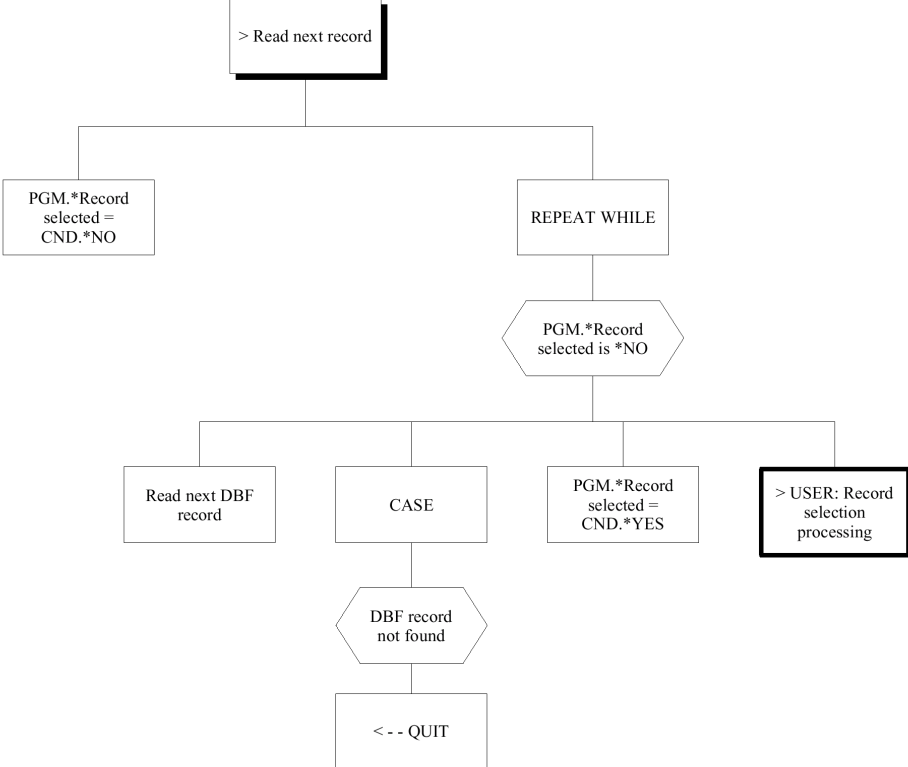 > Read next record
PGM.*Record
selected =
CND.*NO
REPEAT WHILE
PGM.*Record
selected is *NO
Read next DBF
record
CASE
PGM.*Record
selected =
CND.*YES
> USER: Record
selection
processing
DBF record
not found
< - - QUIT